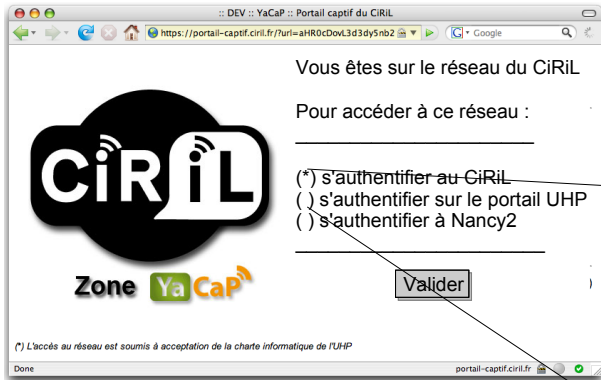 :: DEV :: YaCaP :: Portail captif du CiRiL
https://portail-captif.ciril.fr/?url=aHR0cDovL3d3dy5nb2
G Google
Vous êtes sur le réseau du CiRiL
Pour accéder à ce réseau :
(*) s'authentifier au CiRiL
( ) s'authentifier sur le portail UHP
( ) s'authentifier à Nancy2
CiRiL
Zone YaCaP
Valider
(*) L'accés au réseau est soumis à acceptation de la charte informatique de l'UHP
Done
portail-captif.ciril.fr